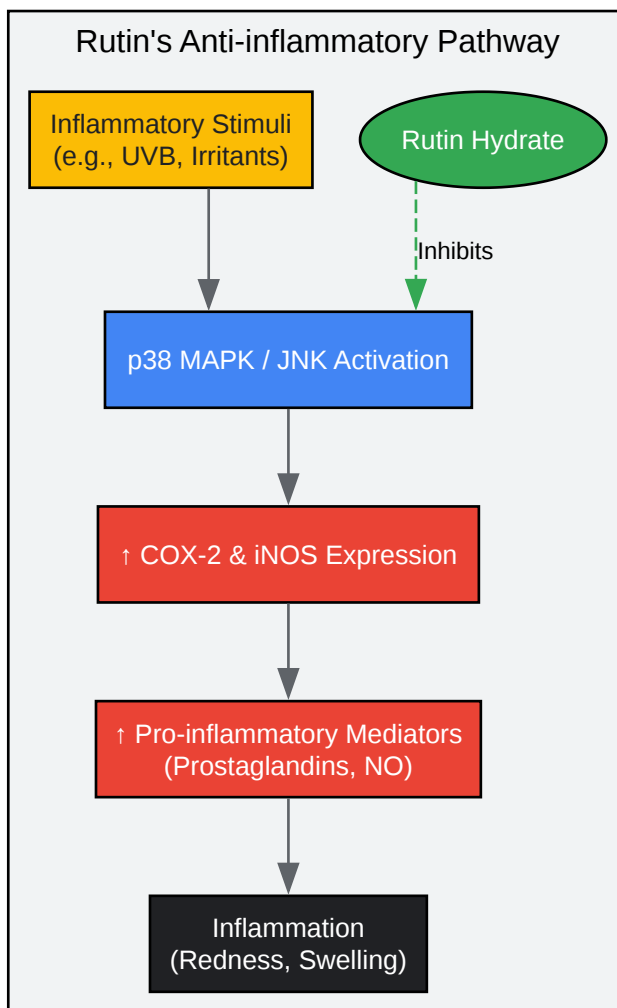 Rutin's Anti-inflammatory Pathway
Inflammatory Stimuli
(e.g., UVB, Irritants)
Rutin Hydrate
Inhibits
p38 MAPK / JNK Activation
↑ COX-2 & iNOS Expression
↑ Pro-inflammatory Mediators
(Prostaglandins, NO)
Inflammation
(Redness, Swelling)